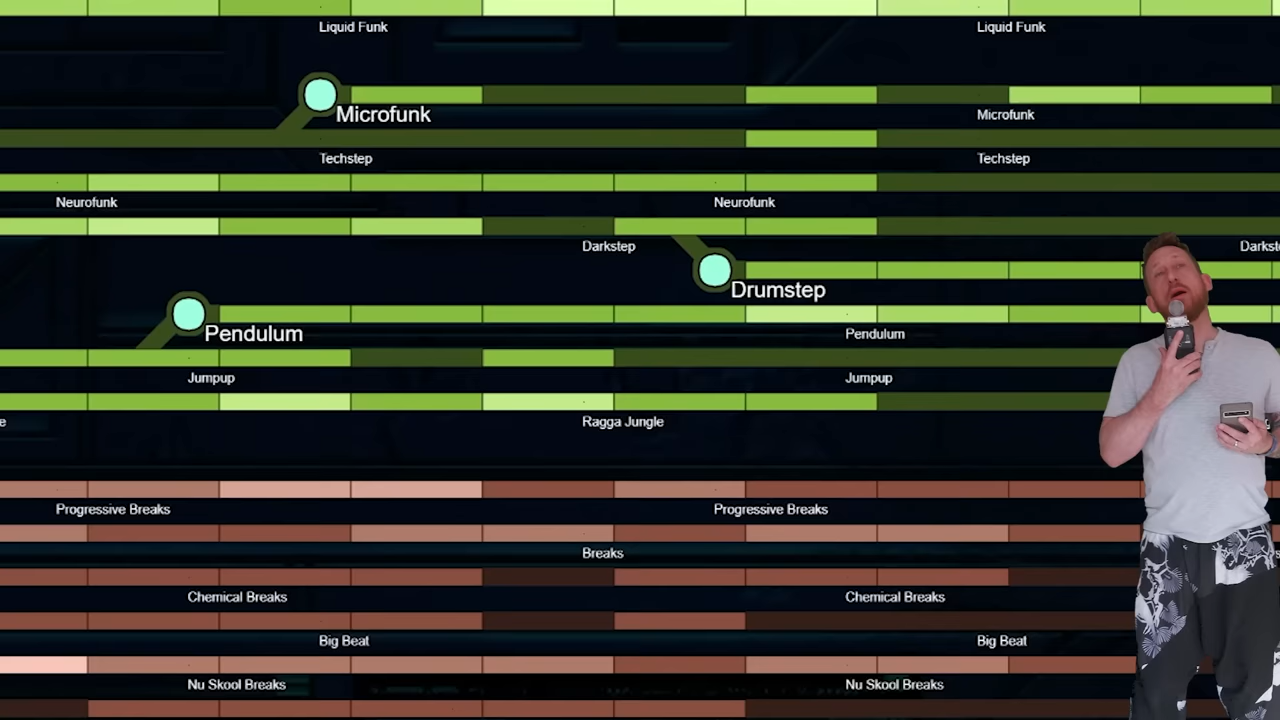 Liquid Funk Liquid Funk
Microfunk Microfunk
Techstep Techstep
Neurofunk Neurofunk
Darkstep
Drumstep
Pendulum Pendulum
Jumpup Jumpup
Ragga Jungle
Progressive Breaks Progressive Breaks
Breaks
Chemical Breaks Chemical Breaks
Big Beat Big Beat
Nu Skool Breaks Nu Skool Breaks